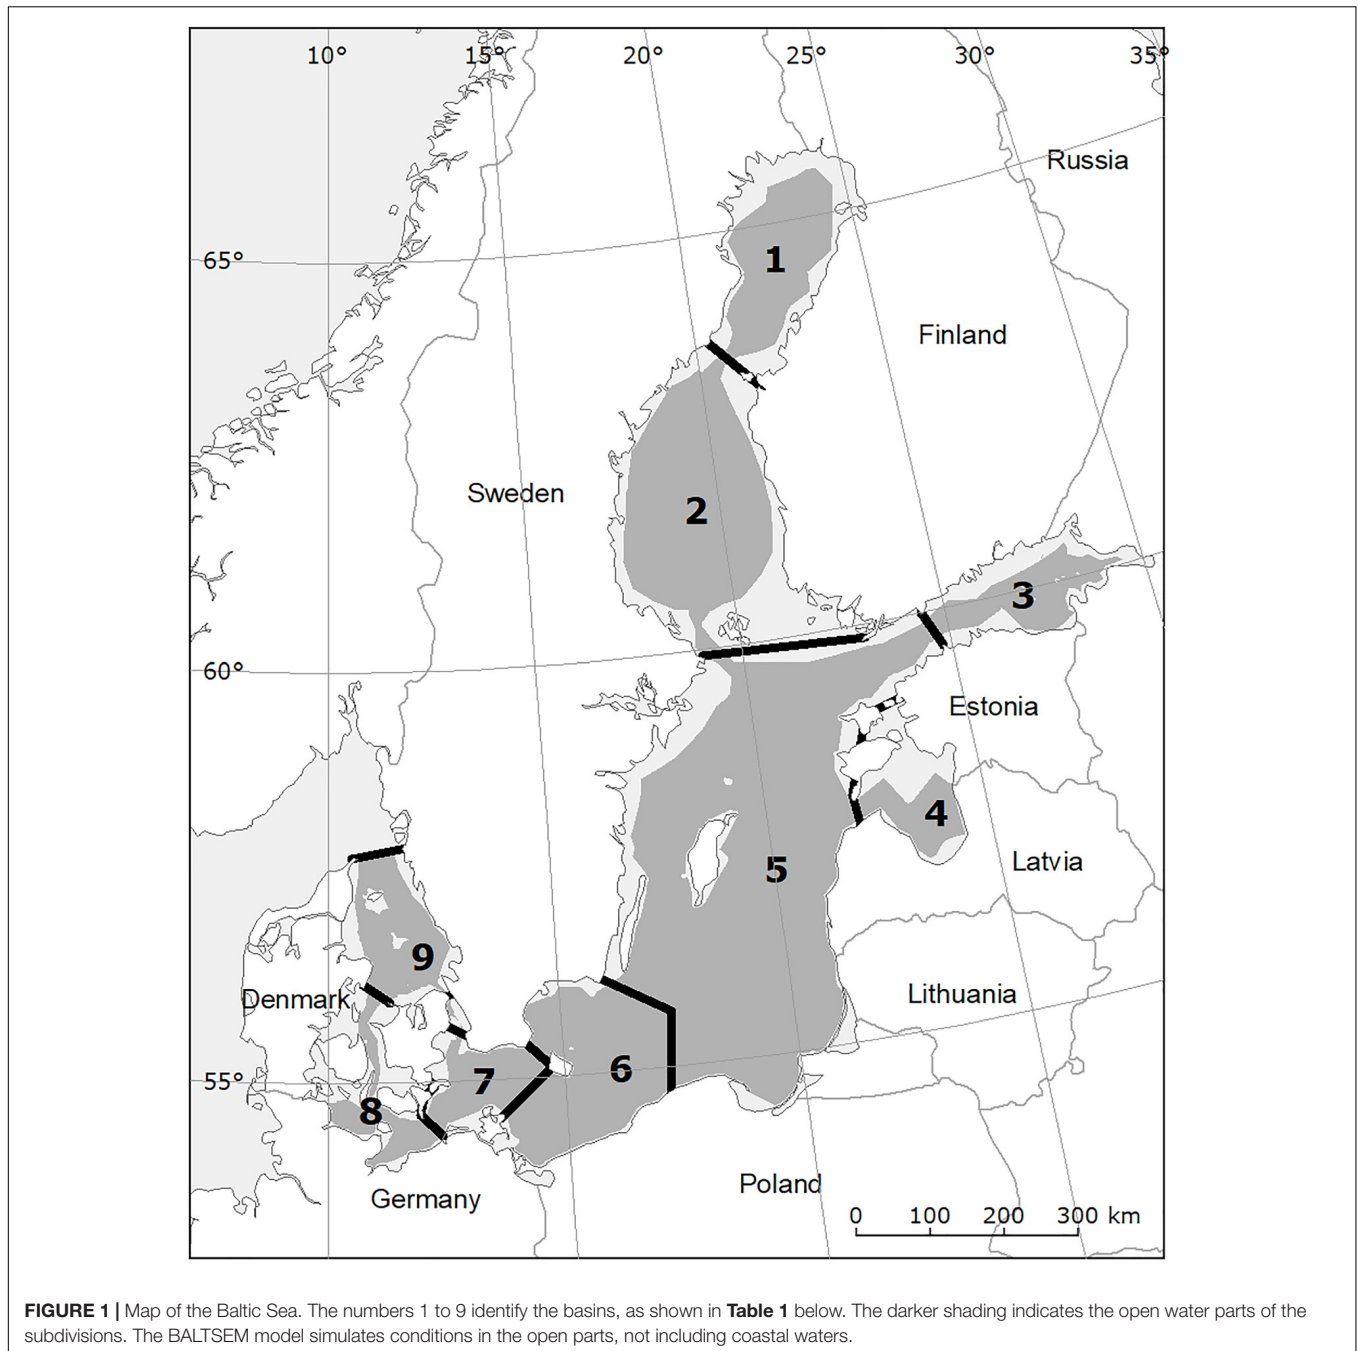 10° 15° 20° 25° 30° 35°
Russia
65°
1
Finland
Sweden
2
3
60°
Estonia
4
Latvia
5
9
Denmark
Lithuania
6
7
55°
8
Poland
Germany
0 100 200 300 km
FIGURE 1 | Map of the Baltic Sea. The numbers 1 to 9 identify the basins, as shown in Table 1 below. The darker shading indicates the open water parts of the
subdivisions. The BALTSEM model simulates conditions in the open parts, not including coastal waters.